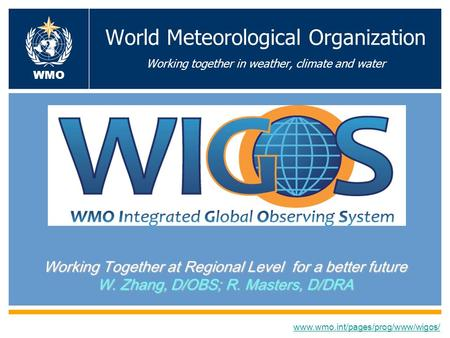 World Meteorological Organization
Working together in weather, climate and water
WMO
WIGOS
WMO Integrated Global Observing System
Working Together at Regional Level for a better future
W. Zhang, D/OBS; R. Masters, D/DRA
www.wmo.int/pages/prog/www/wigos/